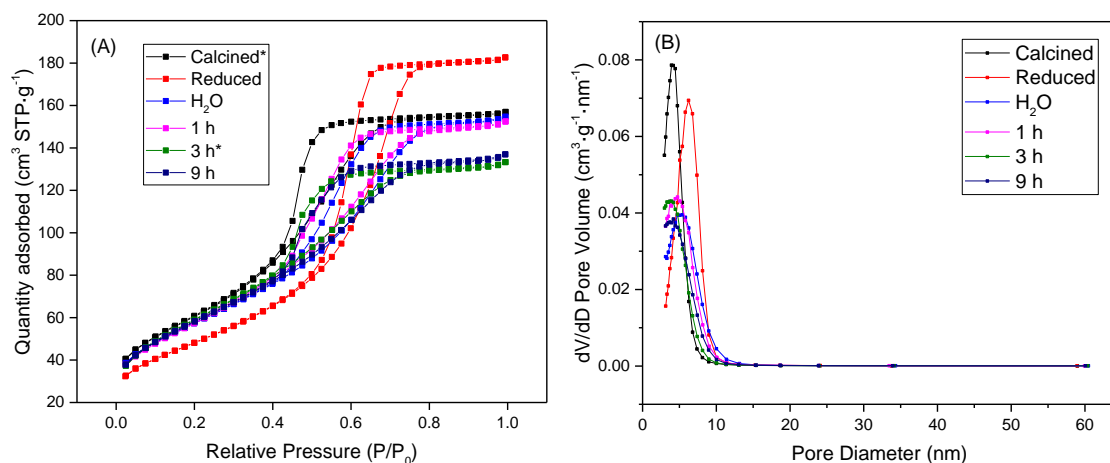 (A)
Calcined*
Reduced
H₂O
1 h
3 h*
9 h
Quantity adsorbed (cm³ STP·g⁻¹)
200
180
160
140
120
100
80
60
40
20
0.0 0.2 0.4 0.6 0.8 1.0
Relative Pressure (P/P₀)
(B)
Calcined
Reduced
H₂O
1 h
3 h
9 h
dV/dD Pore Volume (cm³·g⁻¹·nm⁻¹)
0.08
0.06
0.04
0.02
0.00
0 10 20 30 40 50 60
Pore Diameter (nm)